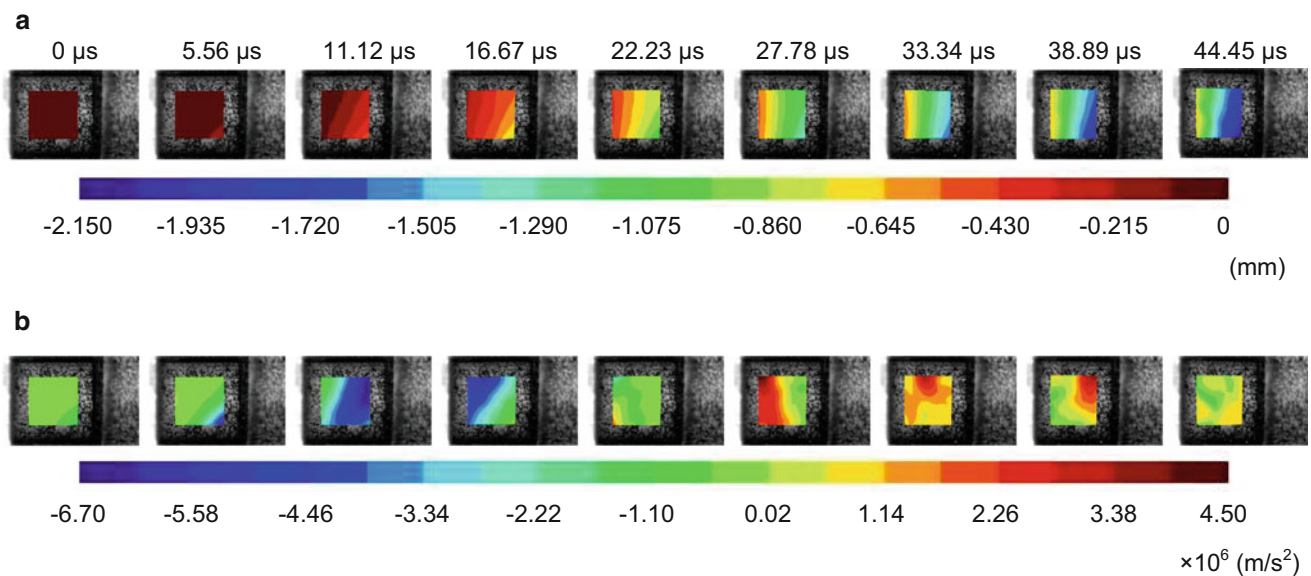 a
0 µs 5.56 µs 11.12 µs 16.67 µs 22.23 µs 27.78 µs 33.34 µs 38.89 µs 44.45 µs
-2.150 -1.935 -1.720 -1.505 -1.290 -1.075 -0.860 -0.645 -0.430 -0.215 0
(mm)
b
-6.70 -5.58 -4.46 -3.34 -2.22 -1.10 0.02 1.14 2.26 3.38 4.50
×10⁶ (m/s²)